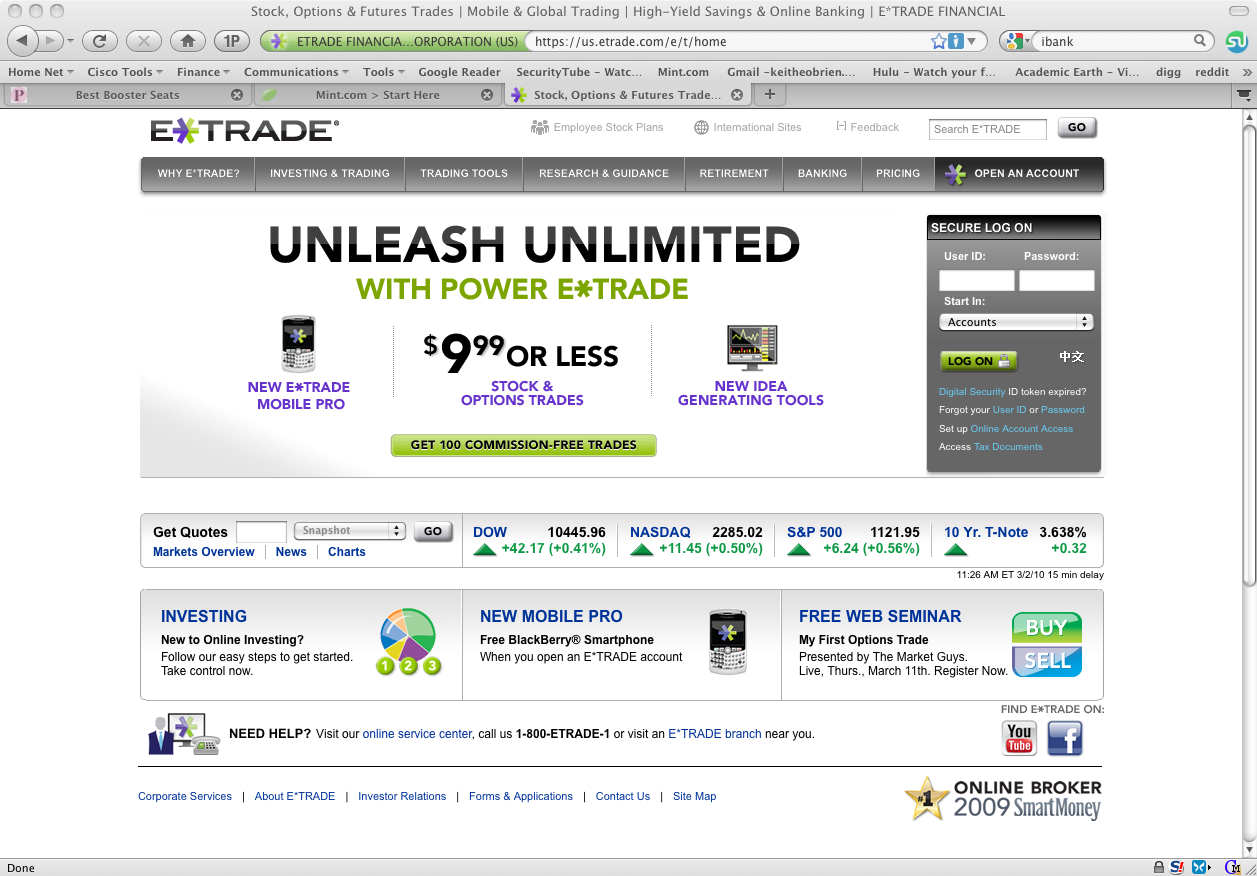 Stock, Options & Futures Trades | Mobile & Global Trading | High-Yield Savings & Online Banking | E*TRADE FINANCIAL
1P ETRADE FINANCIA...ORPORATION (US) https://us.etrade.com/e/t/home ibank
Home Net Cisco Tools Finance Communications Tools Google Reader SecurityTube - Watc... Mint.com Gmail -keitheobrien.... Hulu - Watch your f... Academic Earth - Vi... digg reddit »
Best Booster Seats Mint.com > Start Here Stock, Options & Futures Trade... +
E*TRADE® Employee Stock Plans International Sites [-] Feedback Search E*TRADE GO
WHY E*TRADE? INVESTING & TRADING TRADING TOOLS RESEARCH & GUIDANCE RETIREMENT BANKING PRICING OPEN AN ACCOUNT
UNLEASH UNLIMITED
WITH POWER E*TRADE
NEW E*TRADE
MOBILE PRO
$9.99 OR LESS
STOCK &
OPTIONS TRADES
NEW IDEA
GENERATING TOOLS
GET 100 COMMISSION-FREE TRADES
SECURE LOG ON
User ID: Password:
Start In:
Accounts
LOG ON 中文
Digital Security ID token expired?
Forgot your User ID or Password
Set up Online Account Access
Access Tax Documents
Get Quotes Snapshot GO
Markets Overview | News | Charts
DOW 10445.96
+42.17 (+0.41%)
NASDAQ 2285.02
+11.45 (+0.50%)
S&P 500 1121.95
+6.24 (+0.56%)
10 Yr. T-Note 3.638%
+0.32
11:26 AM ET 3/2/10 15 min delay
INVESTING
New to Online Investing?
Follow our easy steps to get started.
Take control now.
1 2 3
NEW MOBILE PRO
Free BlackBerry® Smartphone
When you open an E*TRADE account
FREE WEB SEMINAR
My First Options Trade
Presented by The Market Guys.
Live, Thurs., March 11th. Register Now.
BUY
SELL
NEED HELP? Visit our online service center, call us 1-800-ETRADE-1 or visit an E*TRADE branch near you.
FIND E*TRADE ON:
You Tube f
Corporate Services | About E*TRADE | Investor Relations | Forms & Applications | Contact Us | Site Map
#1 ONLINE BROKER
2009 SmartMoney
Done